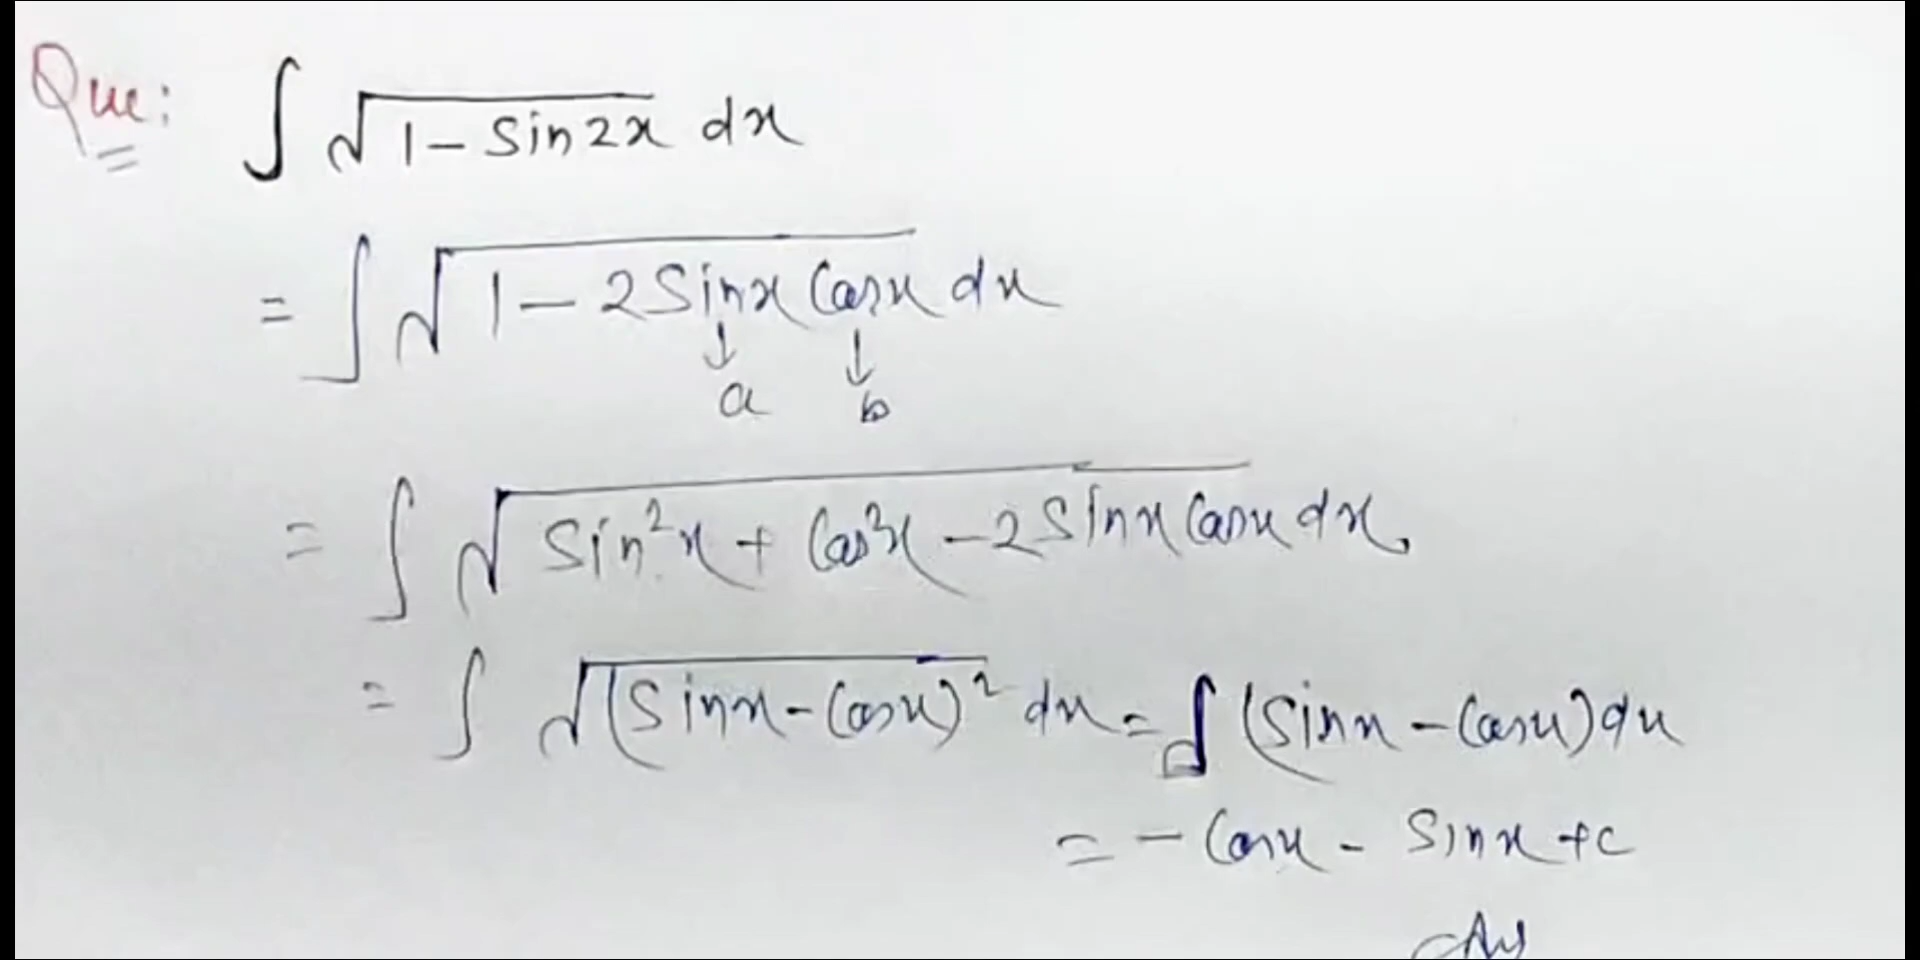 Que: ∫ √(1 - Sin2x) dx
= ∫ √(1 - 2 Sinx Cosx) dx
↓ ↓
a b
= ∫ √(Sin²x + Cos²x - 2 Sinx Cosx) dx
= ∫ √(Sinx - Cosx)² dx = ∫ (Sinx - Cosx) dx
= - Cosx - Sinx + c
Ans